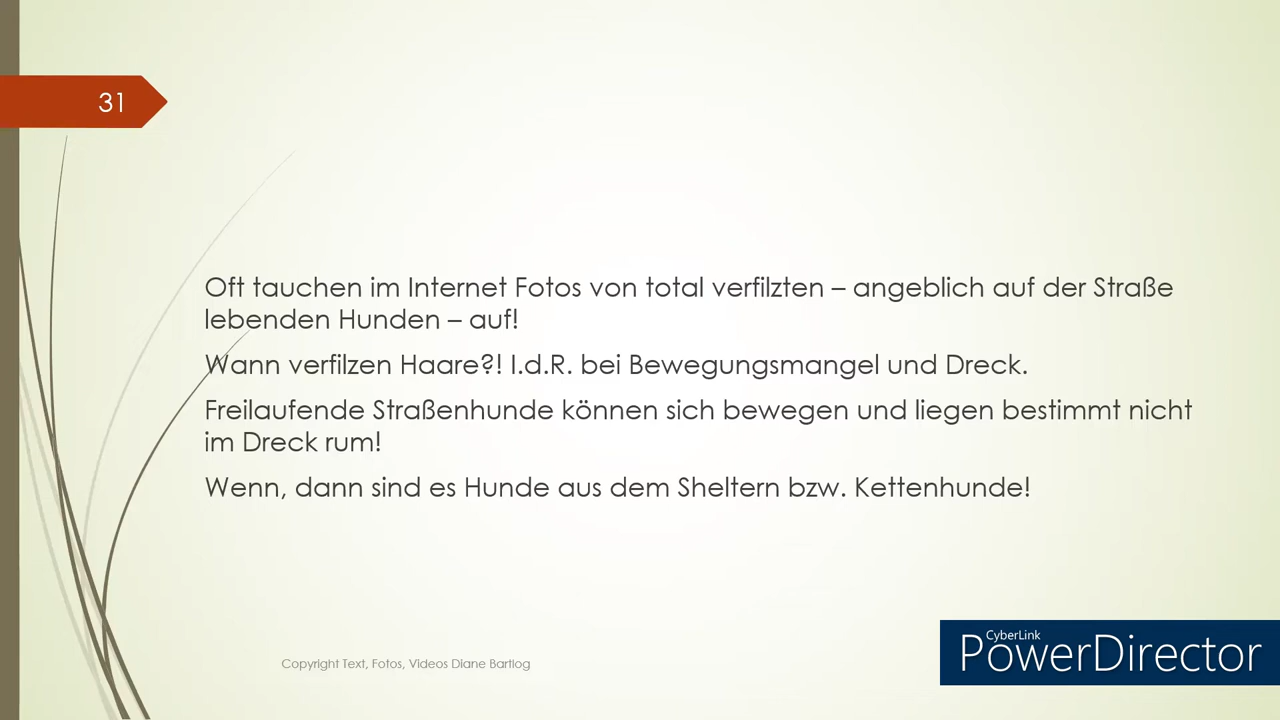 31
Oft tauchen im Internet Fotos von total verfilzten – angeblich auf der Straße
lebenden Hunden – auf!
Wann verfilzen Haare?! I.d.R. bei Bewegungsmangel und Dreck.
Freilaufende Straßenhunde können sich bewegen und liegen bestimmt nicht
im Dreck rum!
Wenn, dann sind es Hunde aus dem Sheltern bzw. Kettenhunde!
Copyright Text, Fotos, Videos Diane Bartlog
CyberLink
PowerDirector